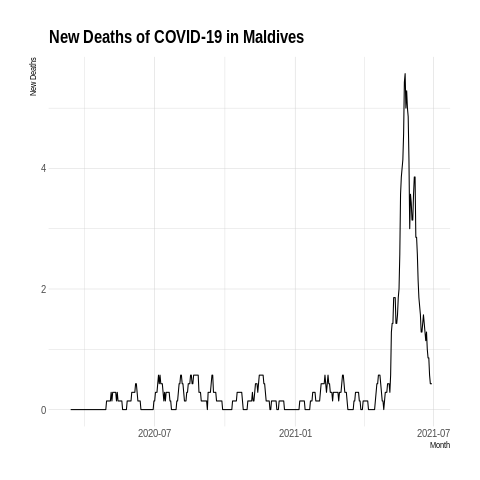 New Deaths of COVID-19 in Maldives
New Deaths
4
2
0
2020-07
2021-01
2021-07
Month